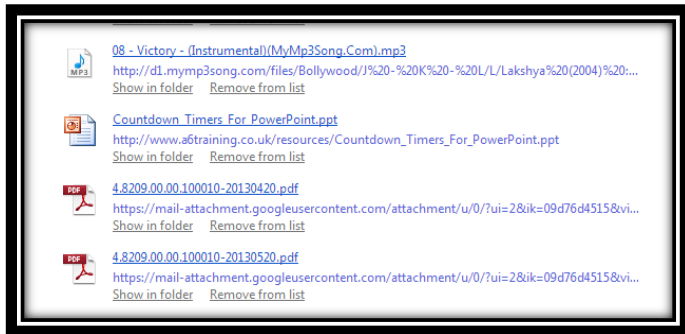 08 - Victory - (Instrumental)(MyMp3Song.Com).mp3
MP3
http://d1.mymp3song.com/files/Bollywood/J%20-%20K%20-%20L/L/Lakshya%20(2004)%20:...
Show in folder Remove from list
Countdown_Timers_For_PowerPoint.ppt
http://www.a6training.co.uk/resources/Countdown_Timers_For_PowerPoint.ppt
Show in folder Remove from list
PDF 4.8209.00.00.100010-20130420.pdf
https://mail-attachment.googleusercontent.com/attachment/u/0/?ui=2&ik=09d76d4515&vi...
Show in folder Remove from list
PDF 4.8209.00.00.100010-20130520.pdf
https://mail-attachment.googleusercontent.com/attachment/u/0/?ui=2&ik=09d76d4515&vi...
Show in folder Remove from list